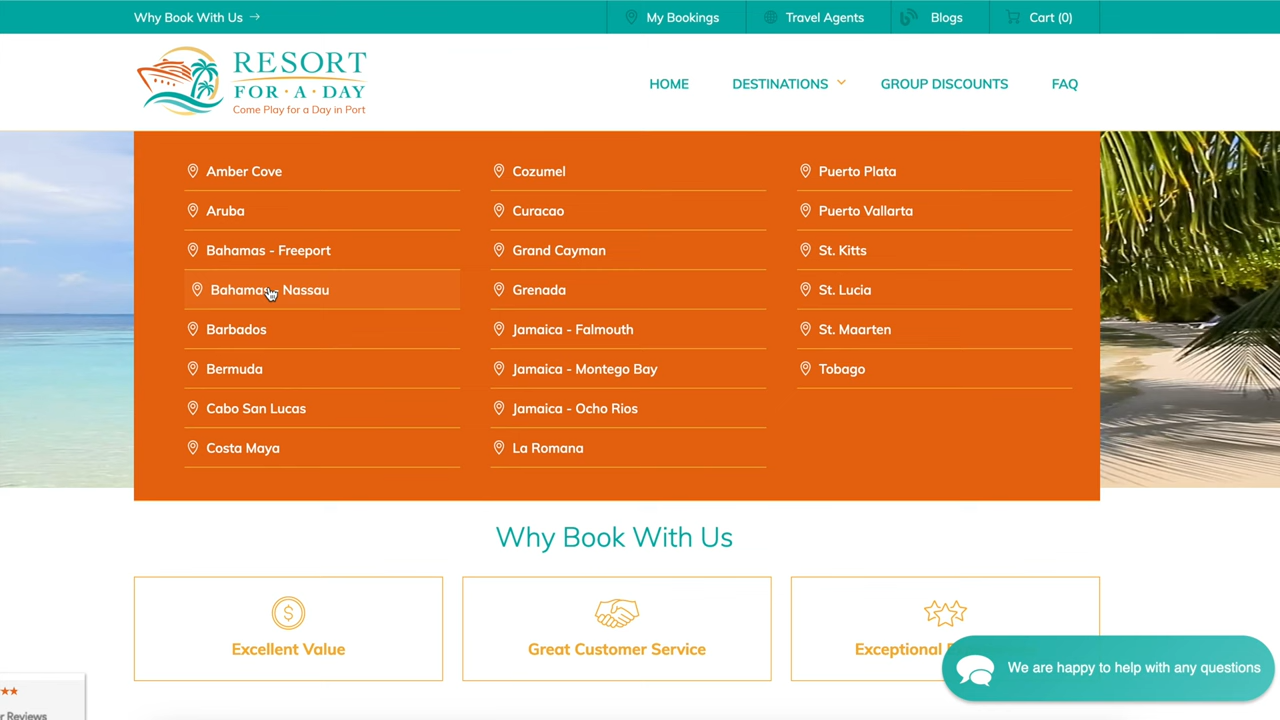 Why Book With Us →
My Bookings
Travel Agents
Blogs
Cart (0)
RESORT
FOR·A·DAY
Come Play for a Day in Port
HOME
DESTINATIONS
GROUP DISCOUNTS
FAQ
Amber Cove
Aruba
Bahamas - Freeport
Bahamas - Nassau
Barbados
Bermuda
Cabo San Lucas
Costa Maya
Cozumel
Curacao
Grand Cayman
Grenada
Jamaica - Falmouth
Jamaica - Montego Bay
Jamaica - Ocho Rios
La Romana
Puerto Plata
Puerto Vallarta
St. Kitts
St. Lucia
St. Maarten
Tobago
Why Book With Us
Excellent Value
Great Customer Service
Exceptional
We are happy to help with any questions
r Reviews